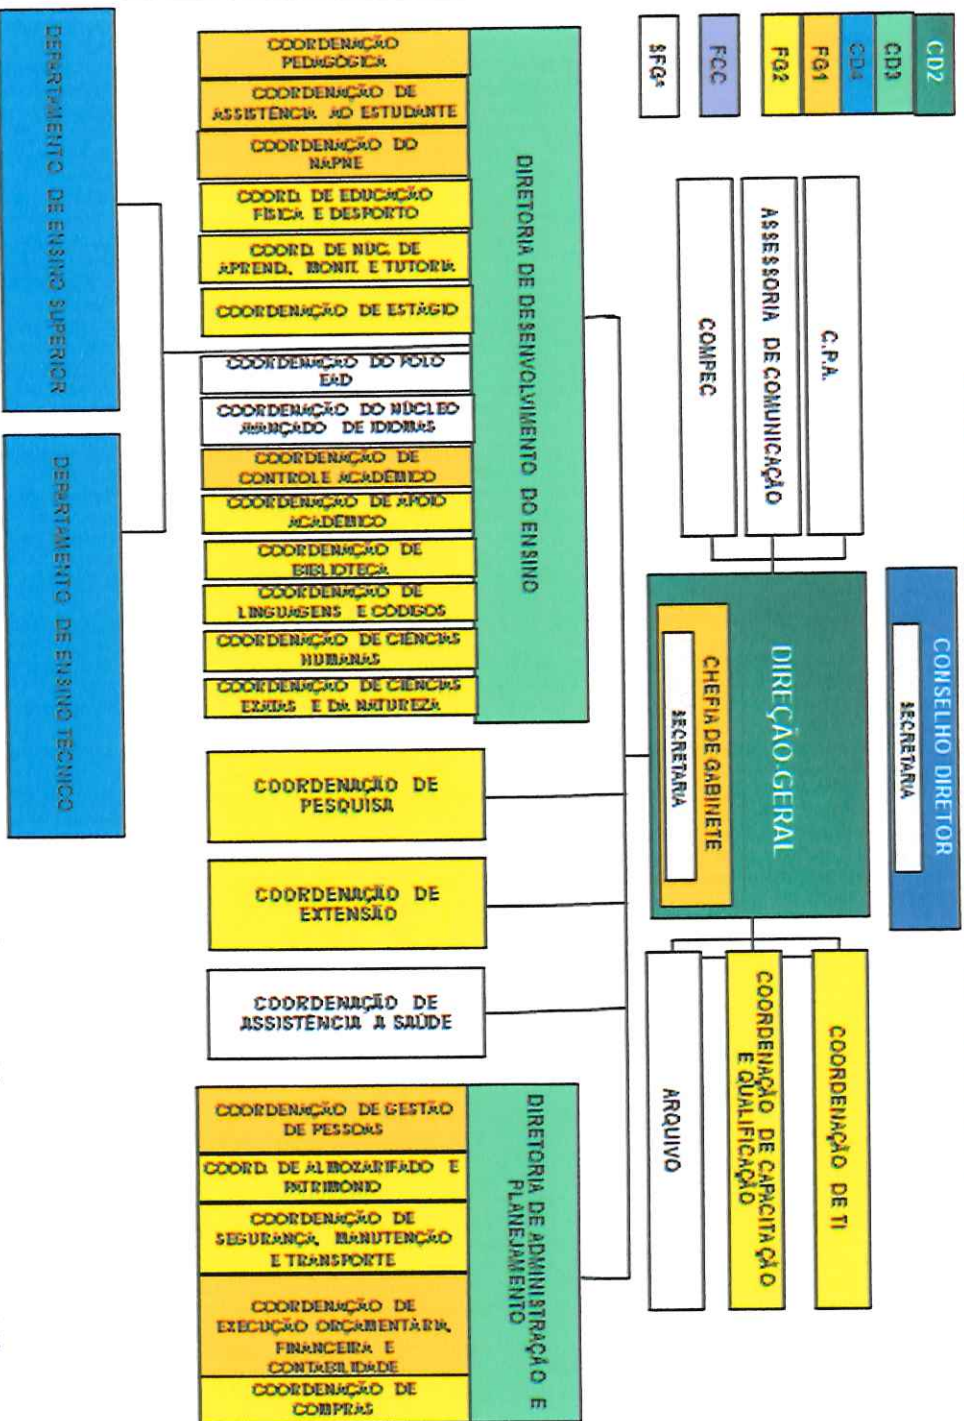 CD2
CD3
CD4
FG1
FG2
FCC
SFG*
CONSELHO DIRETOR
SECRETARIA
DIREÇÃO-GERAL
CHEFIA DE GABINETE
SECRETARIA
C.P.A.
ASSESSORIA DE COMUNICAÇÃO
COMPEC
COORDENAÇÃO DE TI
COORDENAÇÃO DE CAPACITAÇÃO
E QUALIFICAÇÃO
ARQUIVO
DIRETORIA DE DESENVOLVIMENTO DO ENSINO
COORDENAÇÃO
PEDAGÓGICA
COORDENAÇÃO DE
ASSISTÊNCIA AO ESTUDANTE
COORDENAÇÃO DO
NAPNE
COORD. DE EDUCAÇÃO
FÍSICA E DESPORTO
COORD. DE NUC. DE
APREND., MONIT. E TUTORIA
COORDENAÇÃO DE ESTÁGIO
COORDENAÇÃO DO POLO
EAD
COORDENAÇÃO DO NÚCLEO
AVANÇADO DE IDIOMAS
COORDENAÇÃO DE
CONTROLE ACADÊMICO
COORDENAÇÃO DE APOIO
ACADÊMICO
COORDENAÇÃO DE
BIBLIOTECA
COORDENAÇÃO DE
LINGUAGENS E CÓDIGOS
COORDENAÇÃO DE CIÊNCIAS
HUMANAS
COORDENAÇÃO DE CIÊNCIAS
EXATAS E DA NATUREZA
COORDENAÇÃO DE
PESQUISA
COORDENAÇÃO DE
EXTENSÃO
COORDENAÇÃO DE
ASSISTÊNCIA A SAÚDE
DIRETORIA DE ADMINISTRAÇÃO E
PLANEJAMENTO
COORDENAÇÃO DE GESTÃO
DE PESSOAS
COORD. DE ALMOXARIFADO E
PATRIMÔNIO
COORDENAÇÃO DE
SEGURANÇA, MANUTENÇÃO
E TRANSPORTE
COORDENAÇÃO DE
EXECUÇÃO ORÇAMENTÁRIA,
FINANCEIRA E
CONTABILIDADE
COORDENAÇÃO DE
COMPRAS
DEPARTAMENTO DE ENSINO SUPERIOR
DEPARTAMENTO DE ENSINO TÉCNICO